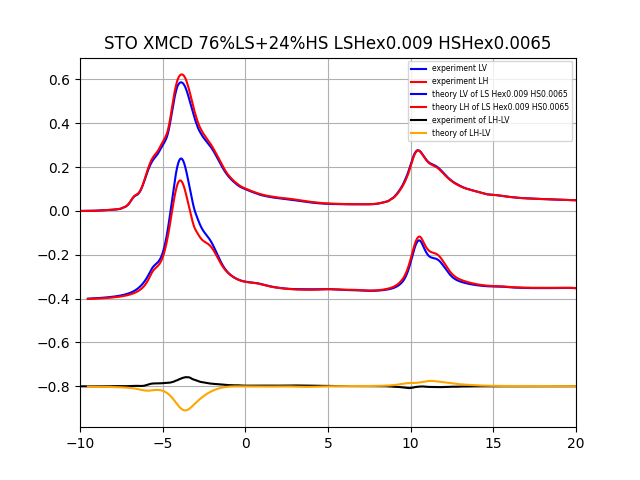 STO XMCD 76%LS+24%HS LSHex0.009 HSHex0.0065
experiment LV
experiment LH
theory LV of LS Hex0.009 HS0.0065
theory LH of LS Hex0.009 HS0.0065
experiment of LH-LV
theory of LH-LV
0.6
0.4
0.2
0.0
−0.2
−0.4
−0.6
−0.8
−10
−5
0
5
10
15
20